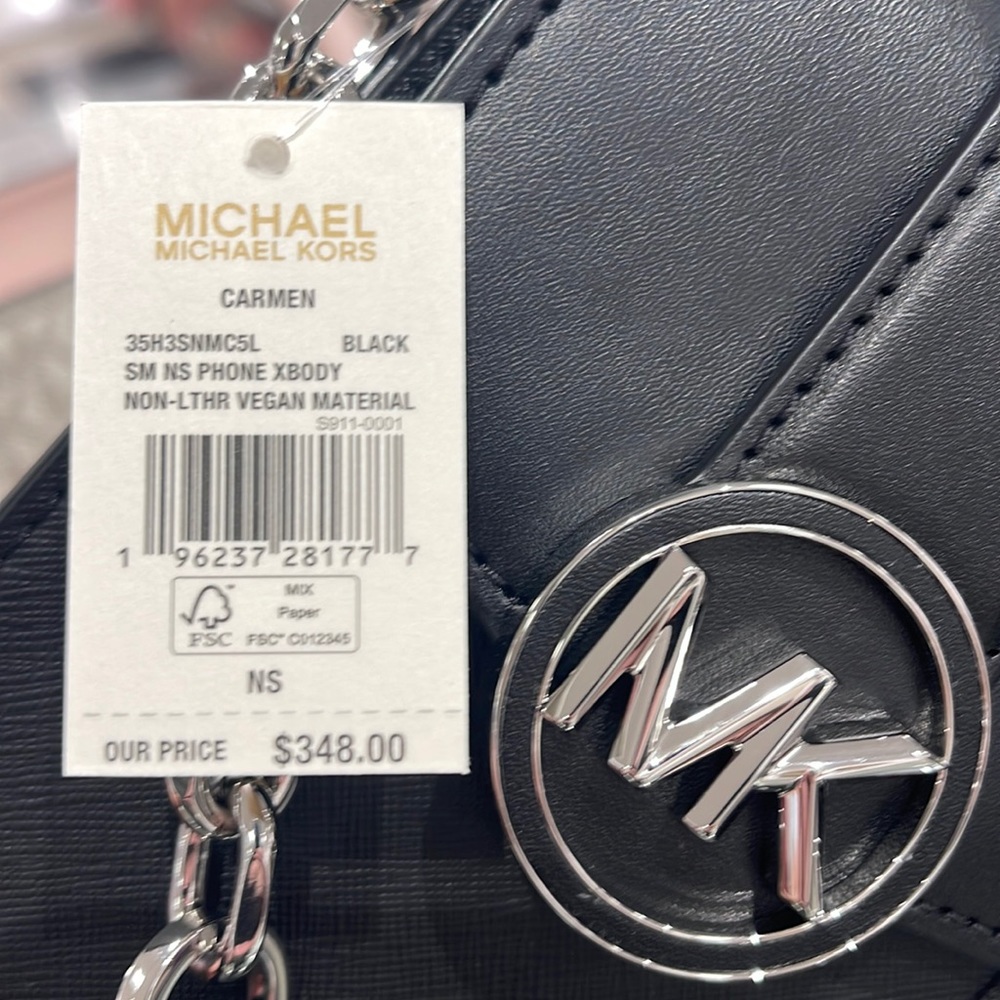 MICHAEL
MICHAEL KORS
CARMEN
35H3SNMC5L BLACK
SM NS PHONE XBODY
NON-LTHR VEGAN MATERIAL
S911-0001
1 96237 28177 7
MIX
Paper
FSC™ FSC® C012345
NS
OUR PRICE $348.00
MK